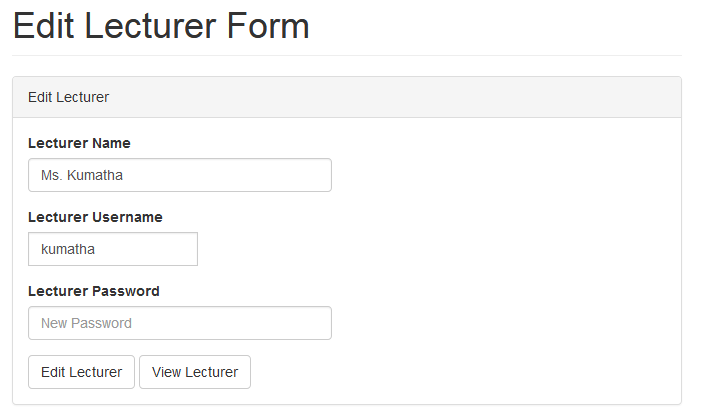 Edit Lecturer Form
Edit Lecturer
Lecturer Name
Ms. Kumatha
Lecturer Username
kumatha
Lecturer Password
New Password
Edit Lecturer View Lecturer